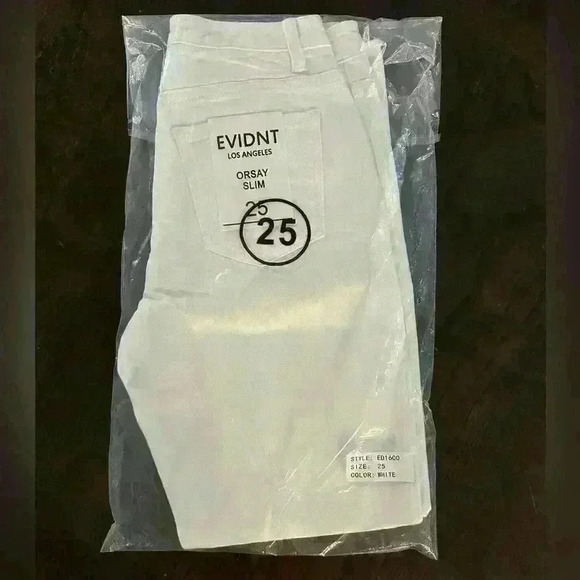 EVIDNT
LOS ANGELES
ORSAY
SLIM
25
25
STYLE: ED1600
SIZE: 25
COLOR: WHITE